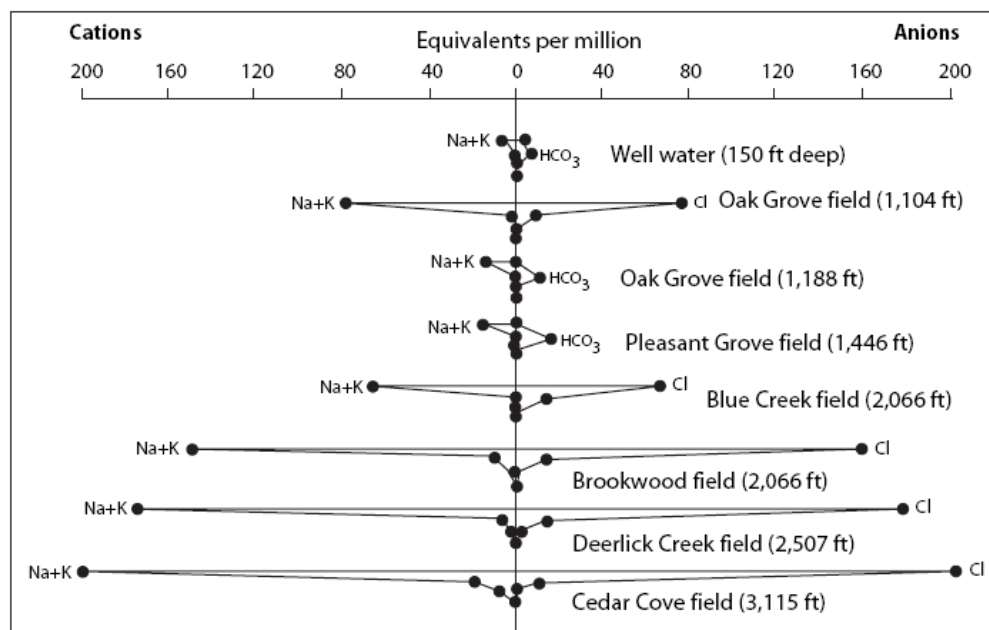 Cations Equivalents per million Anions
200 160 120 80 40 0 40 80 120 160 200
Na+K HCO3 Well water (150 ft deep)
Na+K Cl Oak Grove field (1,104 ft)
Na+K HCO3 Oak Grove field (1,188 ft)
Na+K HCO3 Pleasant Grove field (1,446 ft)
Na+K Cl Blue Creek field (2,066 ft)
Na+K Cl Brookwood field (2,066 ft)
Na+K Cl Deerlick Creek field (2,507 ft)
Na+K Cl Cedar Cove field (3,115 ft)